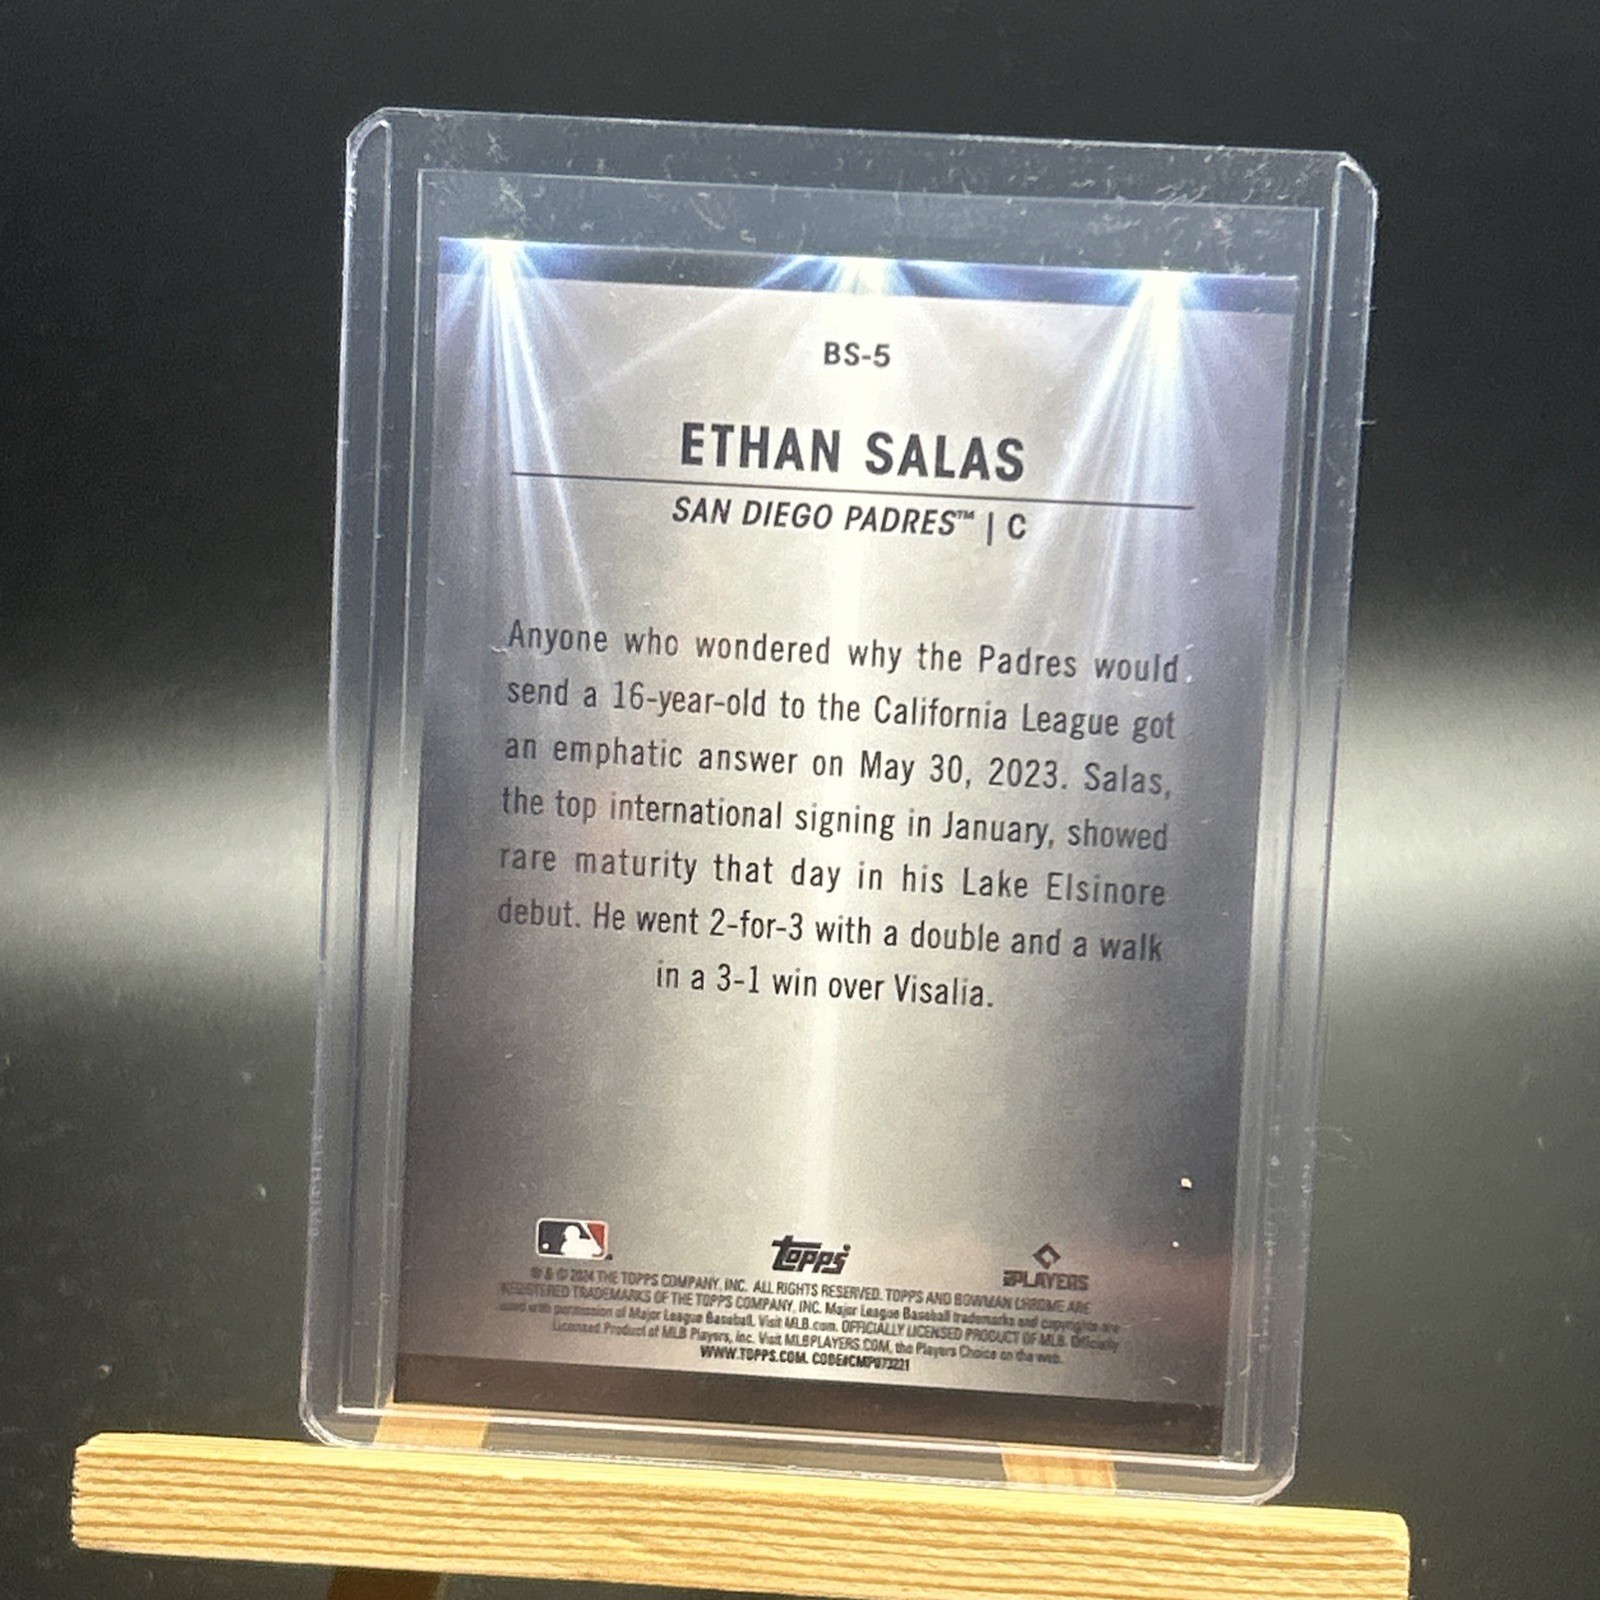 BS-5
ETHAN SALAS
SAN DIEGO PADRES™ | C
Anyone who wondered why the Padres would
send a 16-year-old to the California League got
an emphatic answer on May 30, 2023. Salas,
the top international signing in January, showed
rare maturity that day in his Lake Elsinore
debut. He went 2-for-3 with a double and a walk
in a 3-1 win over Visalia.
topps
PLAYERS
® & © 2024 THE TOPPS COMPANY, INC. ALL RIGHTS RESERVED. TOPPS AND BOWMAN CHROME ARE
REGISTERED TRADEMARKS OF THE TOPPS COMPANY, INC. Major League Baseball trademarks and copyrights are
used with permission of Major League Baseball. Visit MLB.com. OFFICIALLY LICENSED PRODUCT OF MLB. Officially
Licensed Product of MLB Players, Inc. Visit MLBPLAYERS.COM, the Players Choice on the web.
WWW.TOPPS.COM. CODE#CMP073221